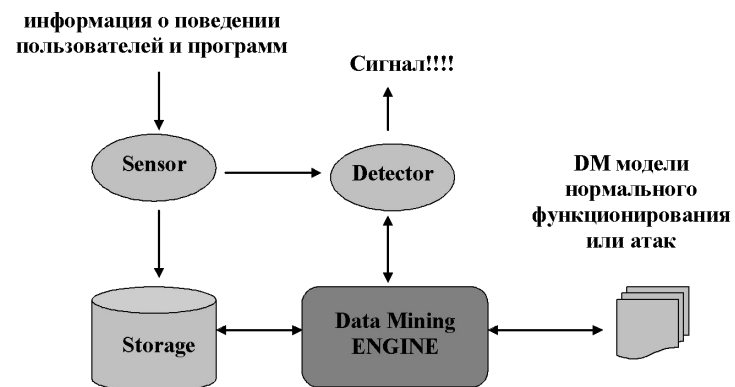 информация о поведении
пользователей и программ
Сигнал!!!!
Sensor
Detector
DM модели
нормального
функционирования
или атак
Storage
Data Mining
ENGINE